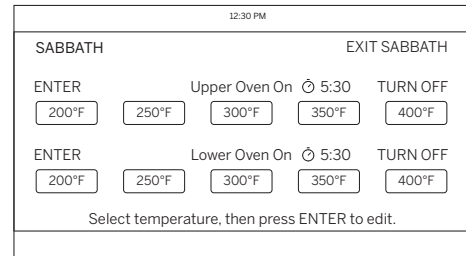 12:30 PM
SABBATH EXIT SABBATH
ENTER Upper Oven On 5:30 TURN OFF
200°F 250°F 300°F 350°F 400°F
ENTER Lower Oven On 5:30 TURN OFF
200°F 250°F 300°F 350°F 400°F
Select temperature, then press ENTER to edit.